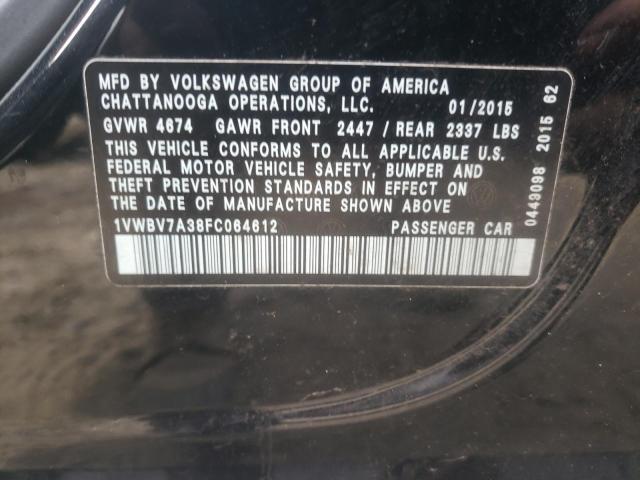 MFD BY VOLKSWAGEN GROUP OF AMERICA
CHATTANOOGA OPERATIONS, LLC. 01/2015
GVWR 4674 GAWR FRONT 2447 / REAR 2337 LBS
THIS VEHICLE CONFORMS TO ALL APPLICABLE U.S.
FEDERAL MOTOR VEHICLE SAFETY, BUMPER AND
THEFT PREVENTION STANDARDS IN EFFECT ON
THE DATE OF MANUFACTURE SHOWN ABOVE
1VWBV7A38FC064612 PASSENGER CAR
0449098 2015 62